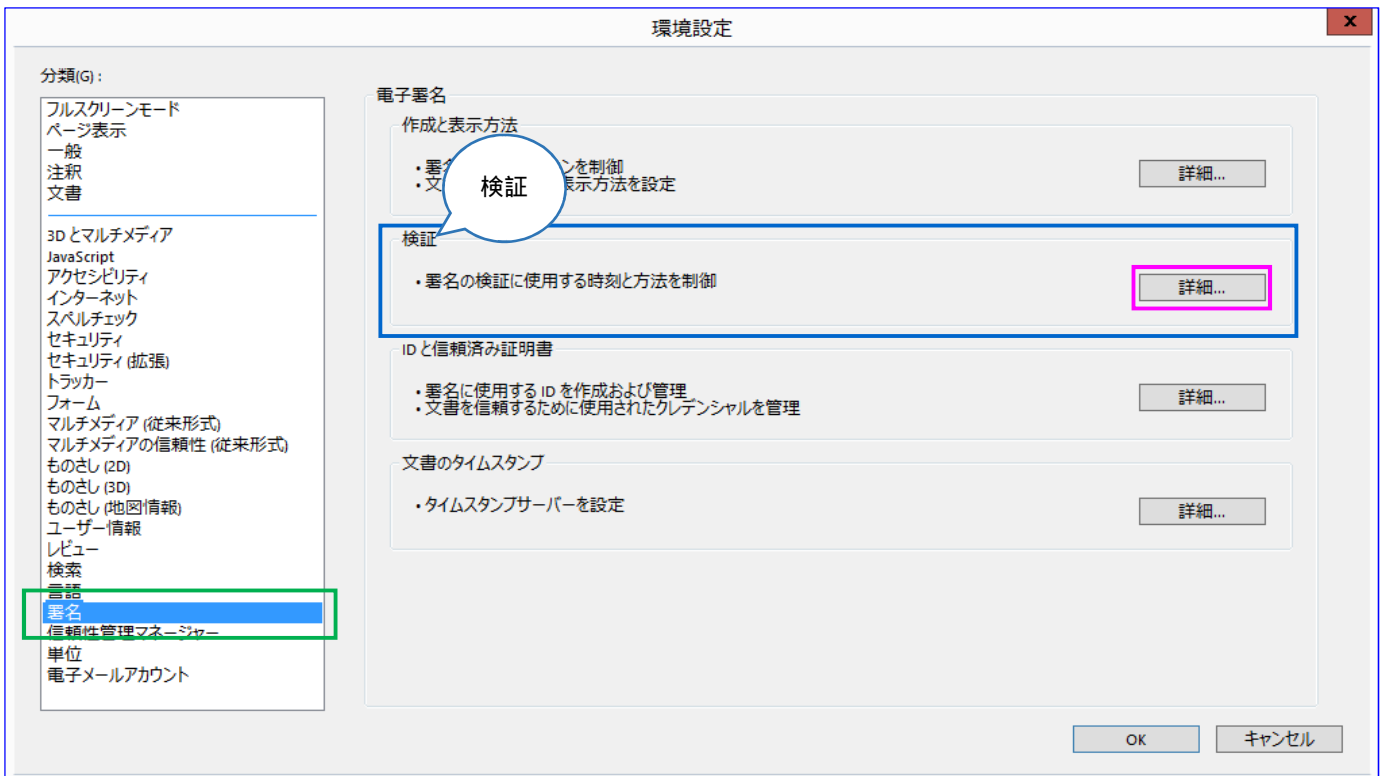 環境設定
x
分類(G) :
フルスクリーンモード
ページ表示
一般
注釈
文書
3D とマルチメディア
JavaScript
アクセシビリティ
インターネット
スペルチェック
セキュリティ
セキュリティ (拡張)
トラッカー
フォーム
マルチメディア (従来形式)
マルチメディアの信頼性 (従来形式)
ものさし (2D)
ものさし (3D)
ものさし (地図情報)
ユーザー情報
レビュー
検索
言語
署名
信頼性管理マネージャー
単位
電子メールアカウント
電子署名
作成と表示方法
・署名 ンを制御
・文 表示方法を設定
詳細...
検証
検証
・署名の検証に使用する時刻と方法を制御
詳細...
ID と信頼済み証明書
・署名に使用する ID を作成および管理
・文書を信頼するために使用されたクレデンシャルを管理
詳細...
文書のタイムスタンプ
・タイムスタンプサーバーを設定
詳細...
OK
キャンセル